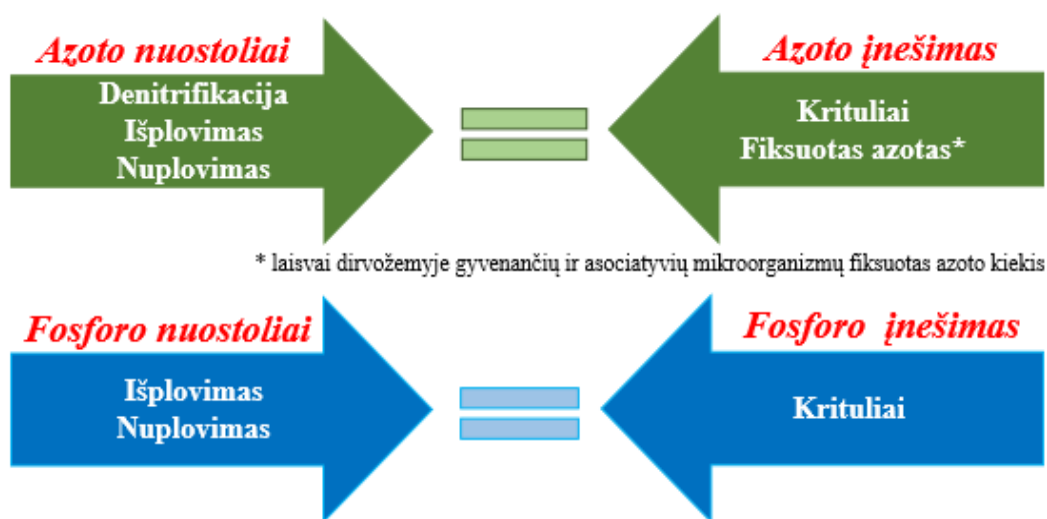 Azoto nuostoliai
Denitrifikacija
Išplovimas
Nuplovimas
Azoto įnešimas
Krituliai
Fiksuotas azotas*
* laisvai dirvožemyje gyvenančių ir asociatyvių mikroorganizmų fiksuotas azoto kiekis
Fosforo nuostoliai
Išplovimas
Nuplovimas
Fosforo įnešimas
Krituliai